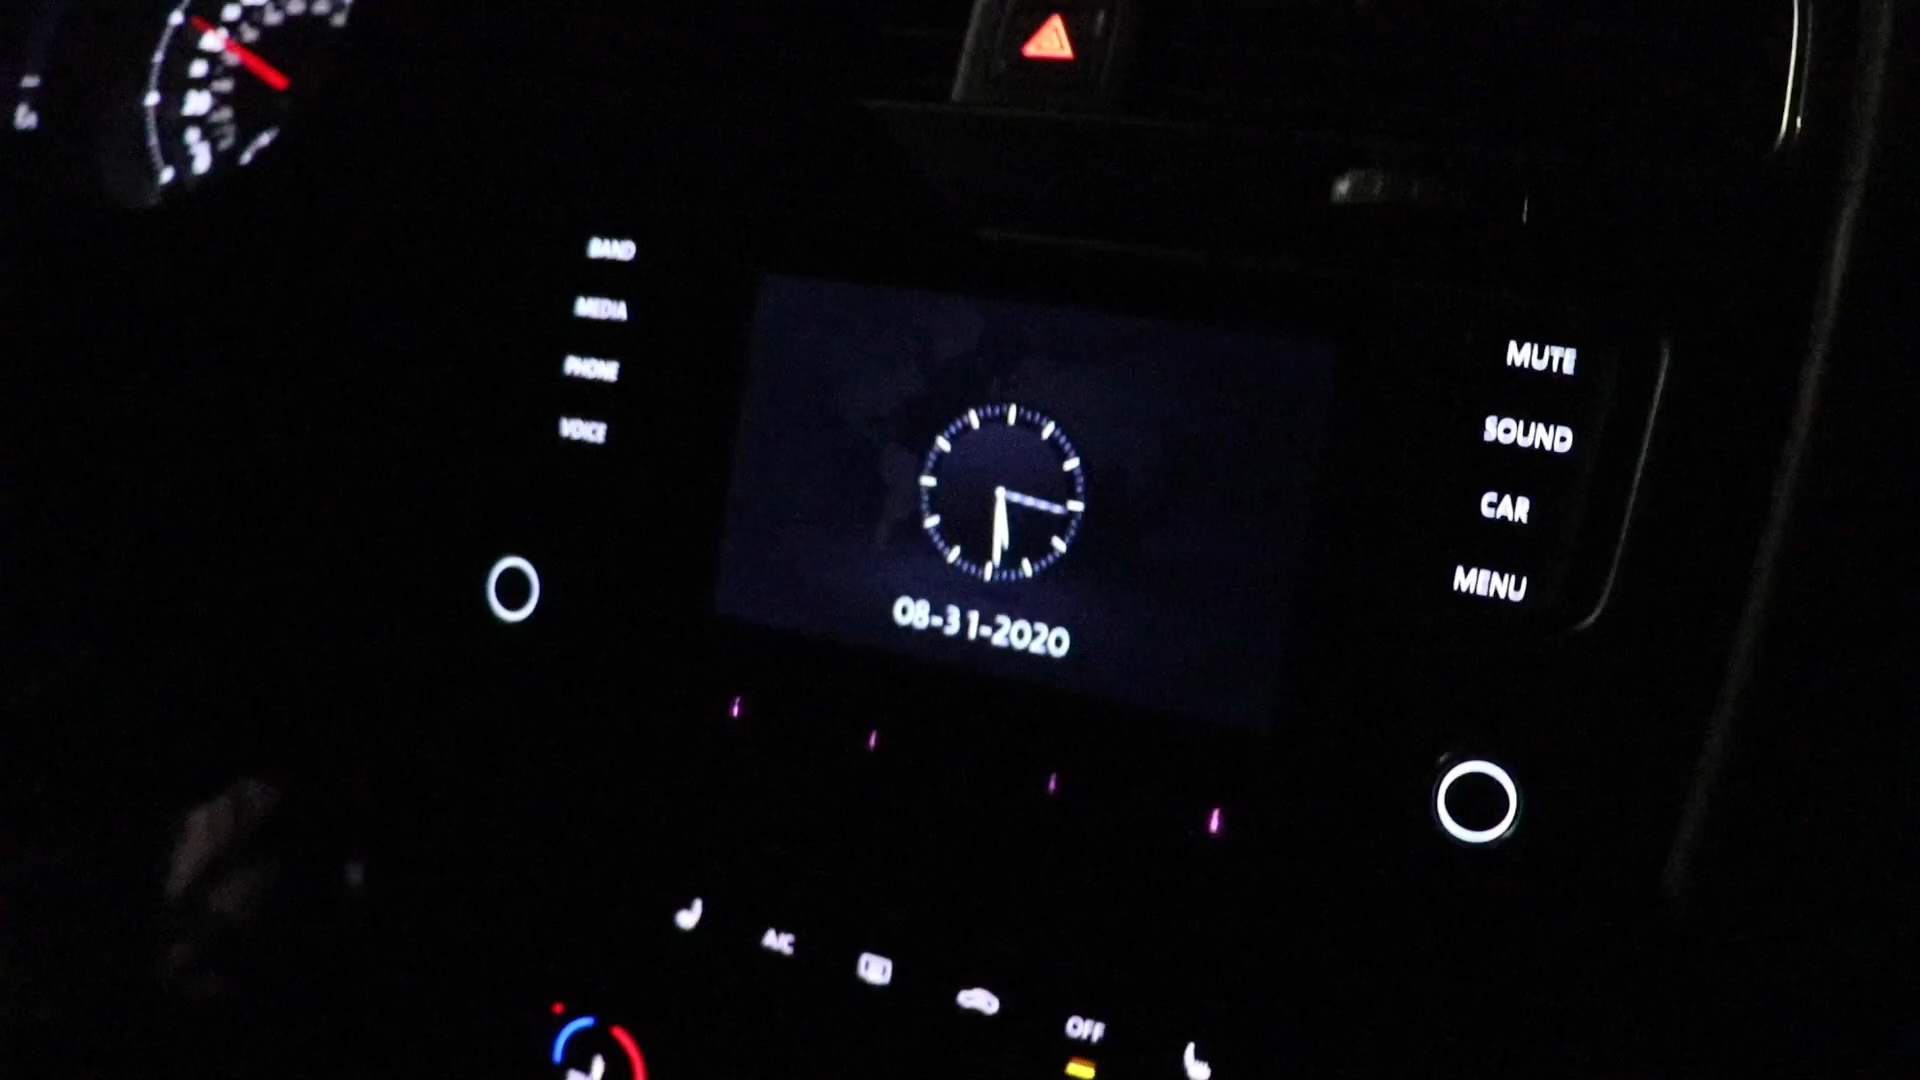 BAND
MEDIA
PHONE
VOICE
MUTE
SOUND
CAR
MENU
08-31-2020
A/C
OFF